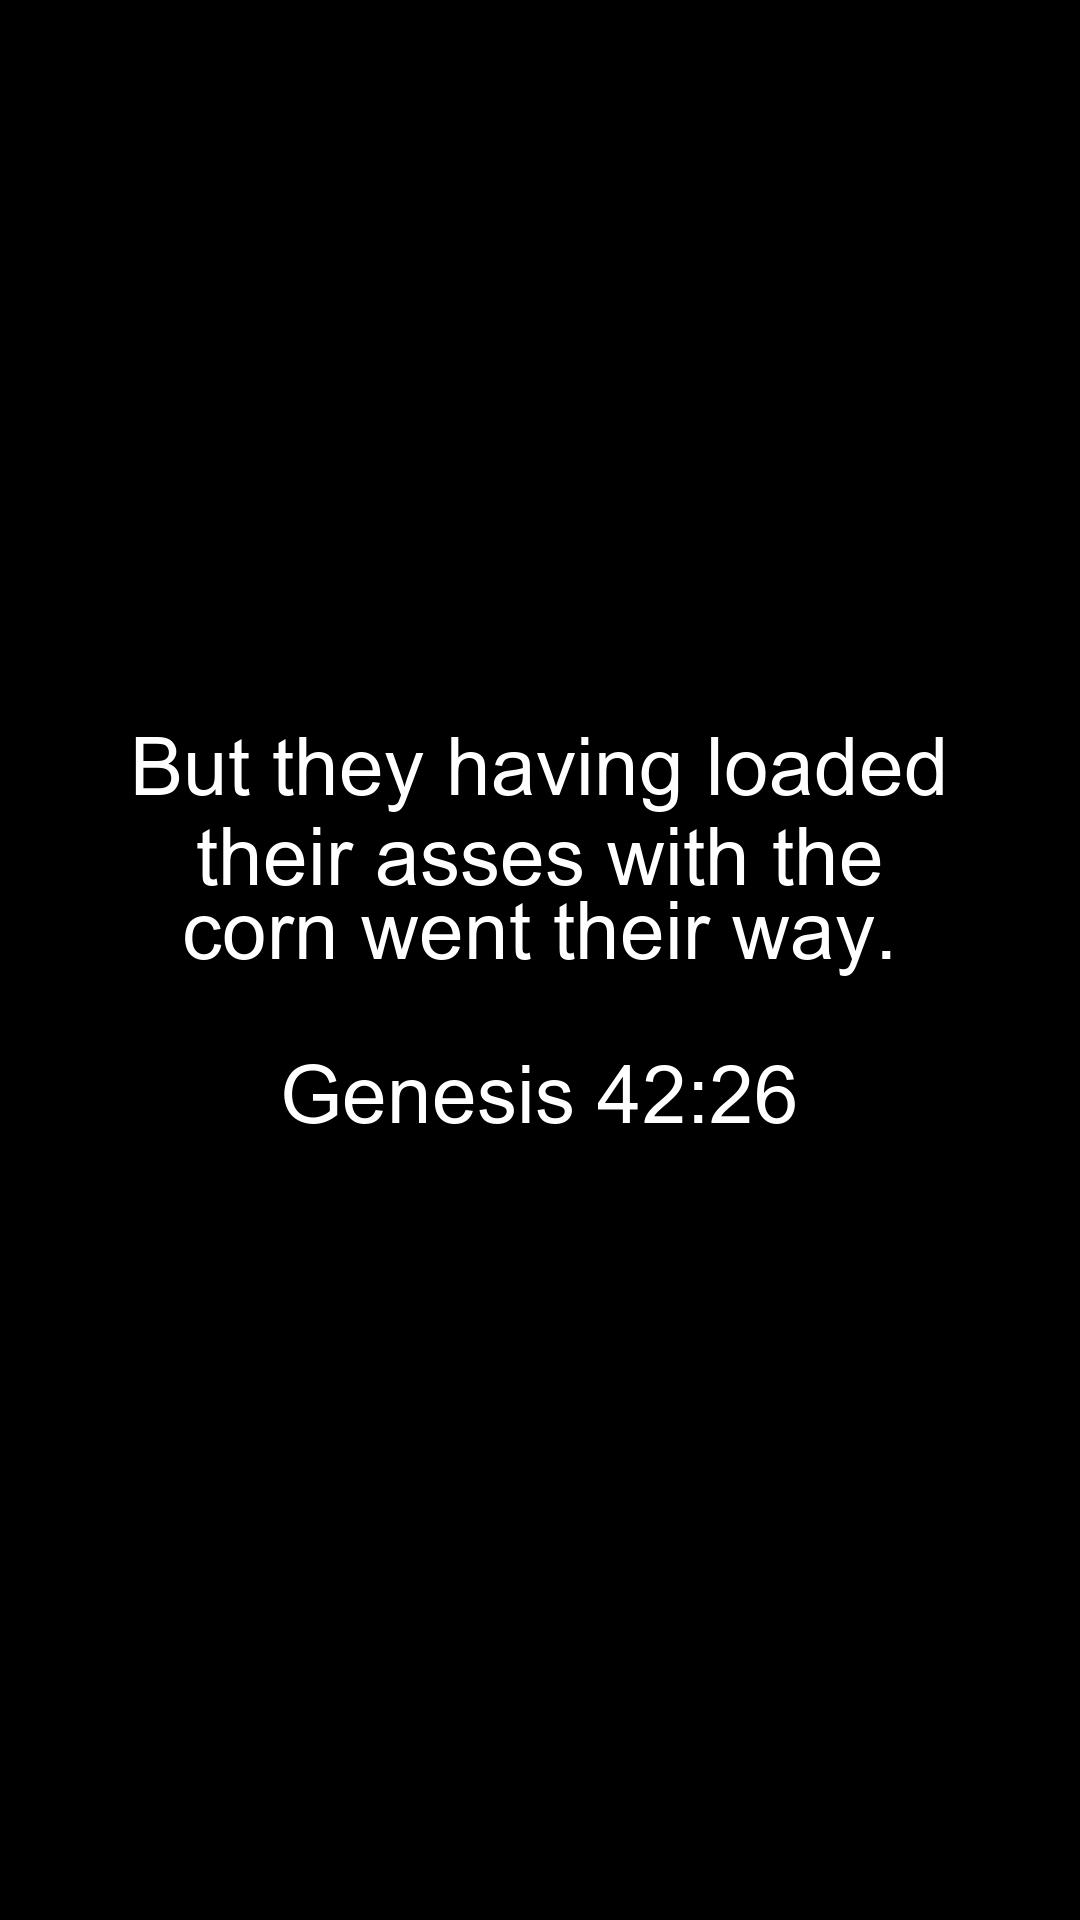 But they having loaded
their asses with the
corn went their way.
Genesis 42:26